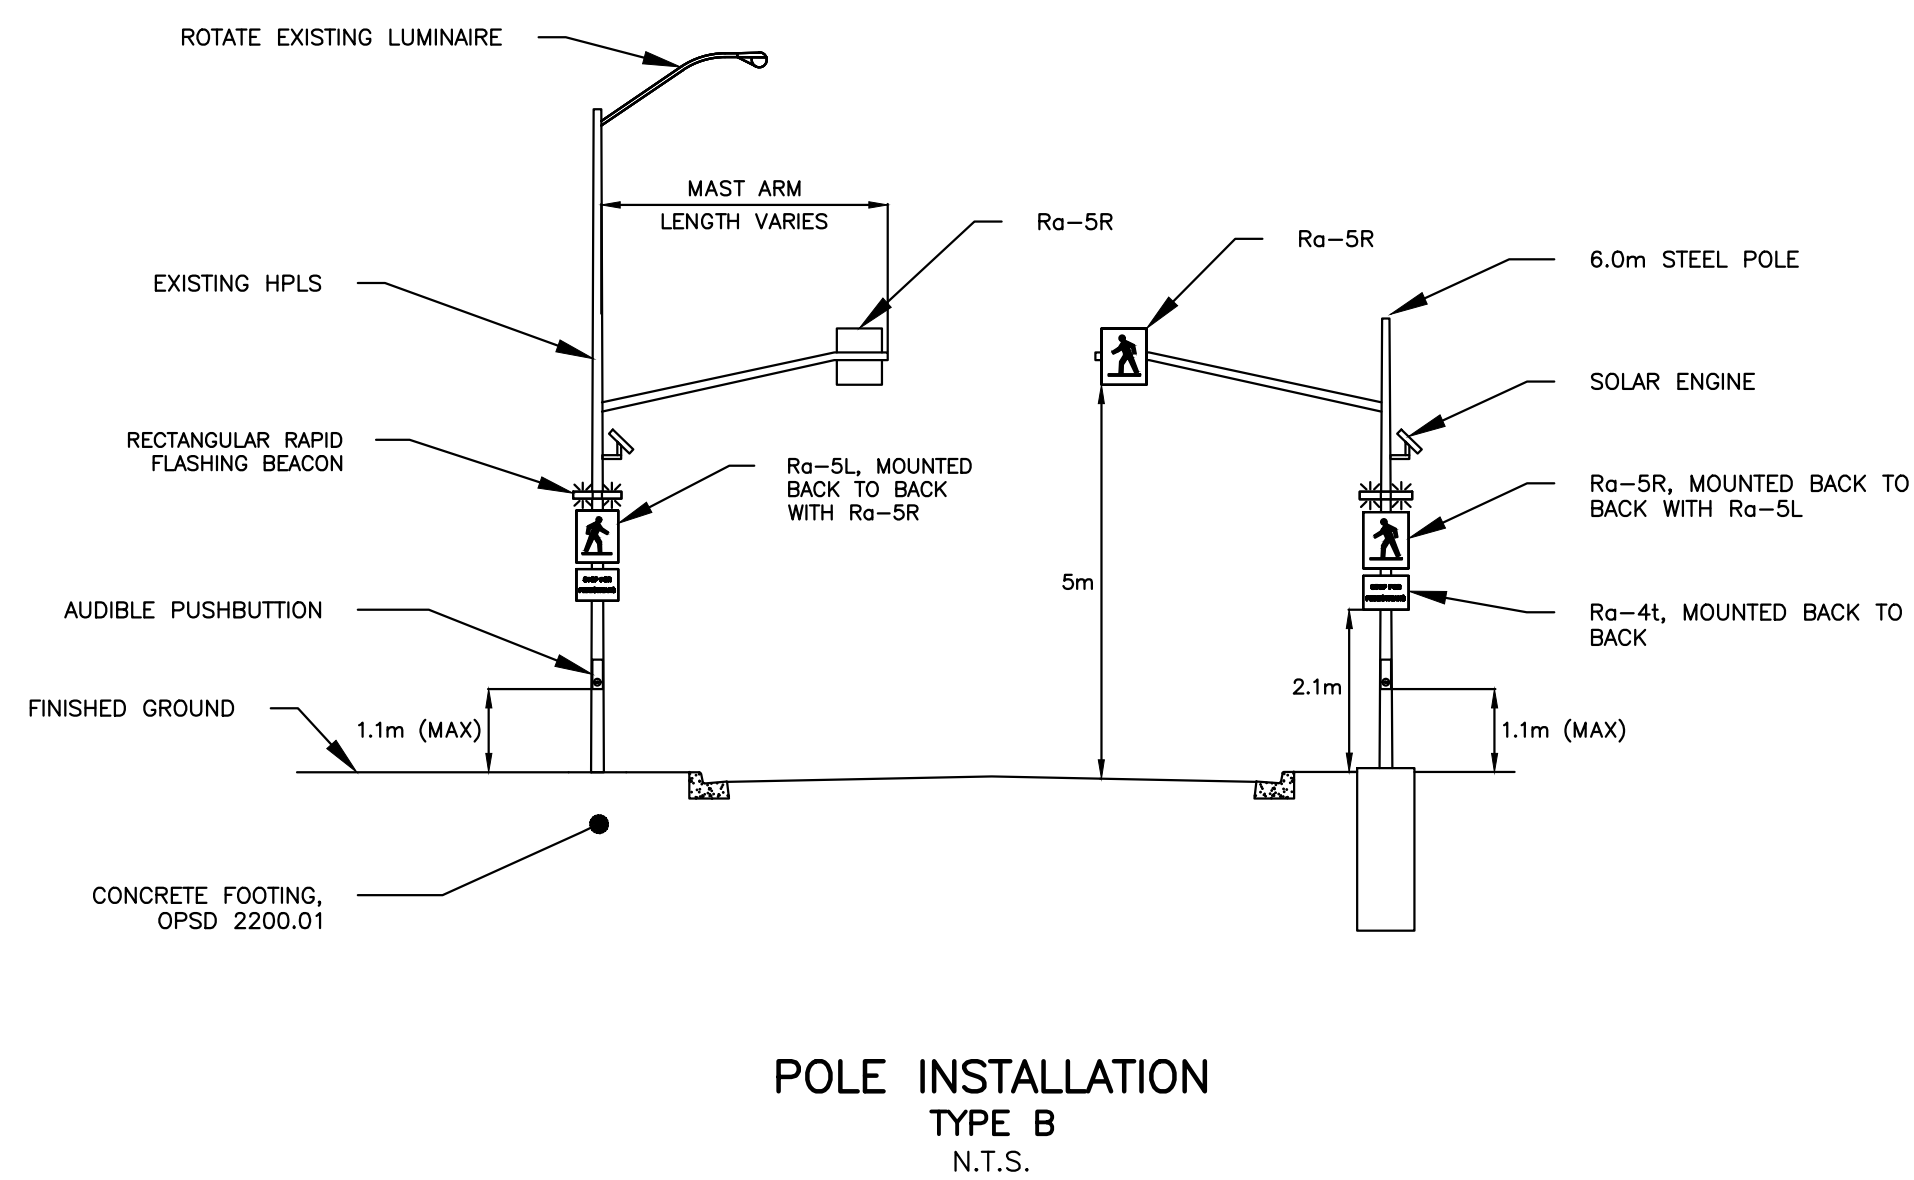 ROTATE EXISTING LUMINAIRE
MAST ARM
LENGTH VARIES
Ra-5R
Ra-5R
6.0m STEEL POLE
EXISTING HPLS
SOLAR ENGINE
RECTANGULAR RAPID
FLASHING BEACON
Ra-5L, MOUNTED
BACK TO BACK
WITH Ra-5R
Ra-5R, MOUNTED BACK TO
BACK WITH Ra-5L
5m
AUDIBLE PUSHBUTTION
Ra-4t, MOUNTED BACK TO
BACK
2.1m
FINISHED GROUND
1.1m (MAX)
1.1m (MAX)
CONCRETE FOOTING,
OPSD 2200.01
POLE INSTALLATION
TYPE B
N.T.S.